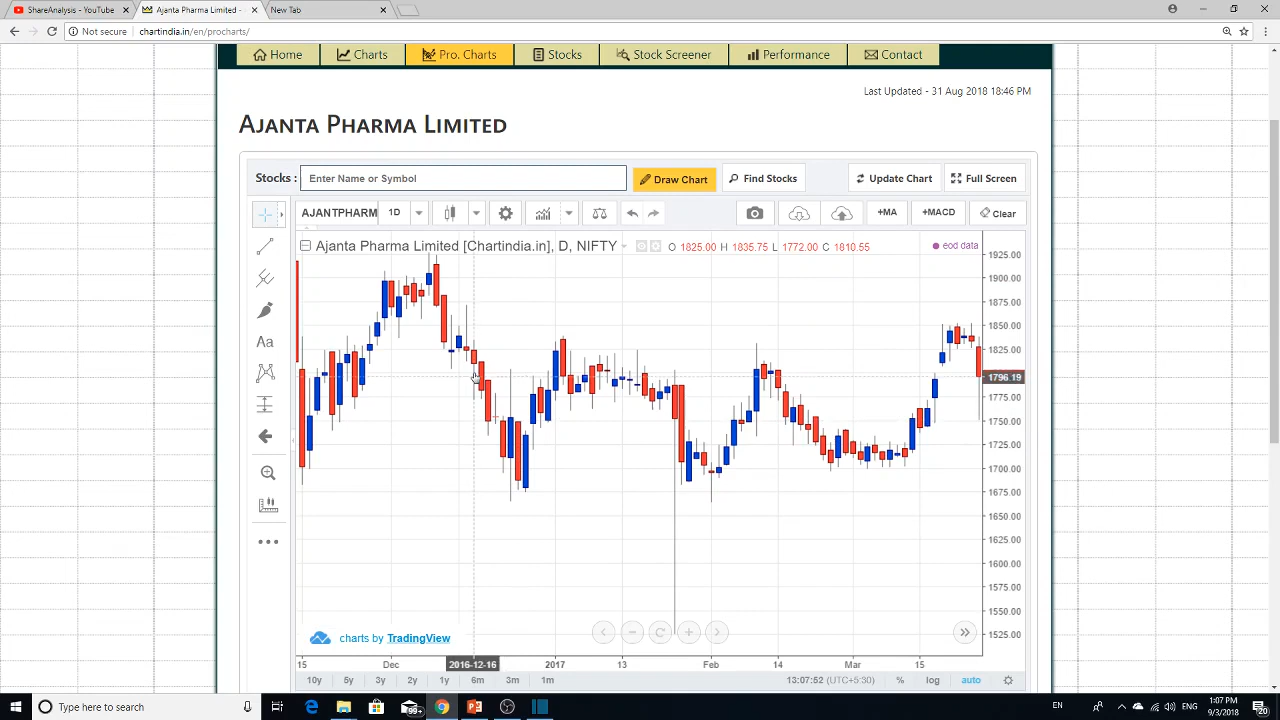 ShareAnalysis - YouTube
Ajanta Pharma Limited -
New Tab
Not secure
chartindia.in/en/procharts/
Home
Charts
Pro. Charts
Stocks
Stock Screener
Performance
Contact
Last Updated - 31 Aug 2018 18:46 PM
Ajanta Pharma Limited
Stocks :
Enter Name or Symbol
Draw Chart
Find Stocks
Update Chart
Full Screen
AJANTPHARM
1D
+MA
+MACD
Clear
Ajanta Pharma Limited [Chartindia.in], D, NIFTY
O 1825.00 H 1835.75 L 1772.00 C 1810.55
eod data
1925.00
1900.00
1875.00
1850.00
1825.00
1796.19
1775.00
1750.00
1725.00
1700.00
1675.00
1650.00
1625.00
1600.00
1575.00
1550.00
1525.00
Aa
charts by TradingView
15
Dec
2016-12-16
2017
13
Feb
14
Mar
15
10y
5y
3y
2y
1y
6m
3m
1m
13:07:52 (UTC+5:30)
%
log
auto
Type here to search
EN
1:07 PM
9/3/2018
20